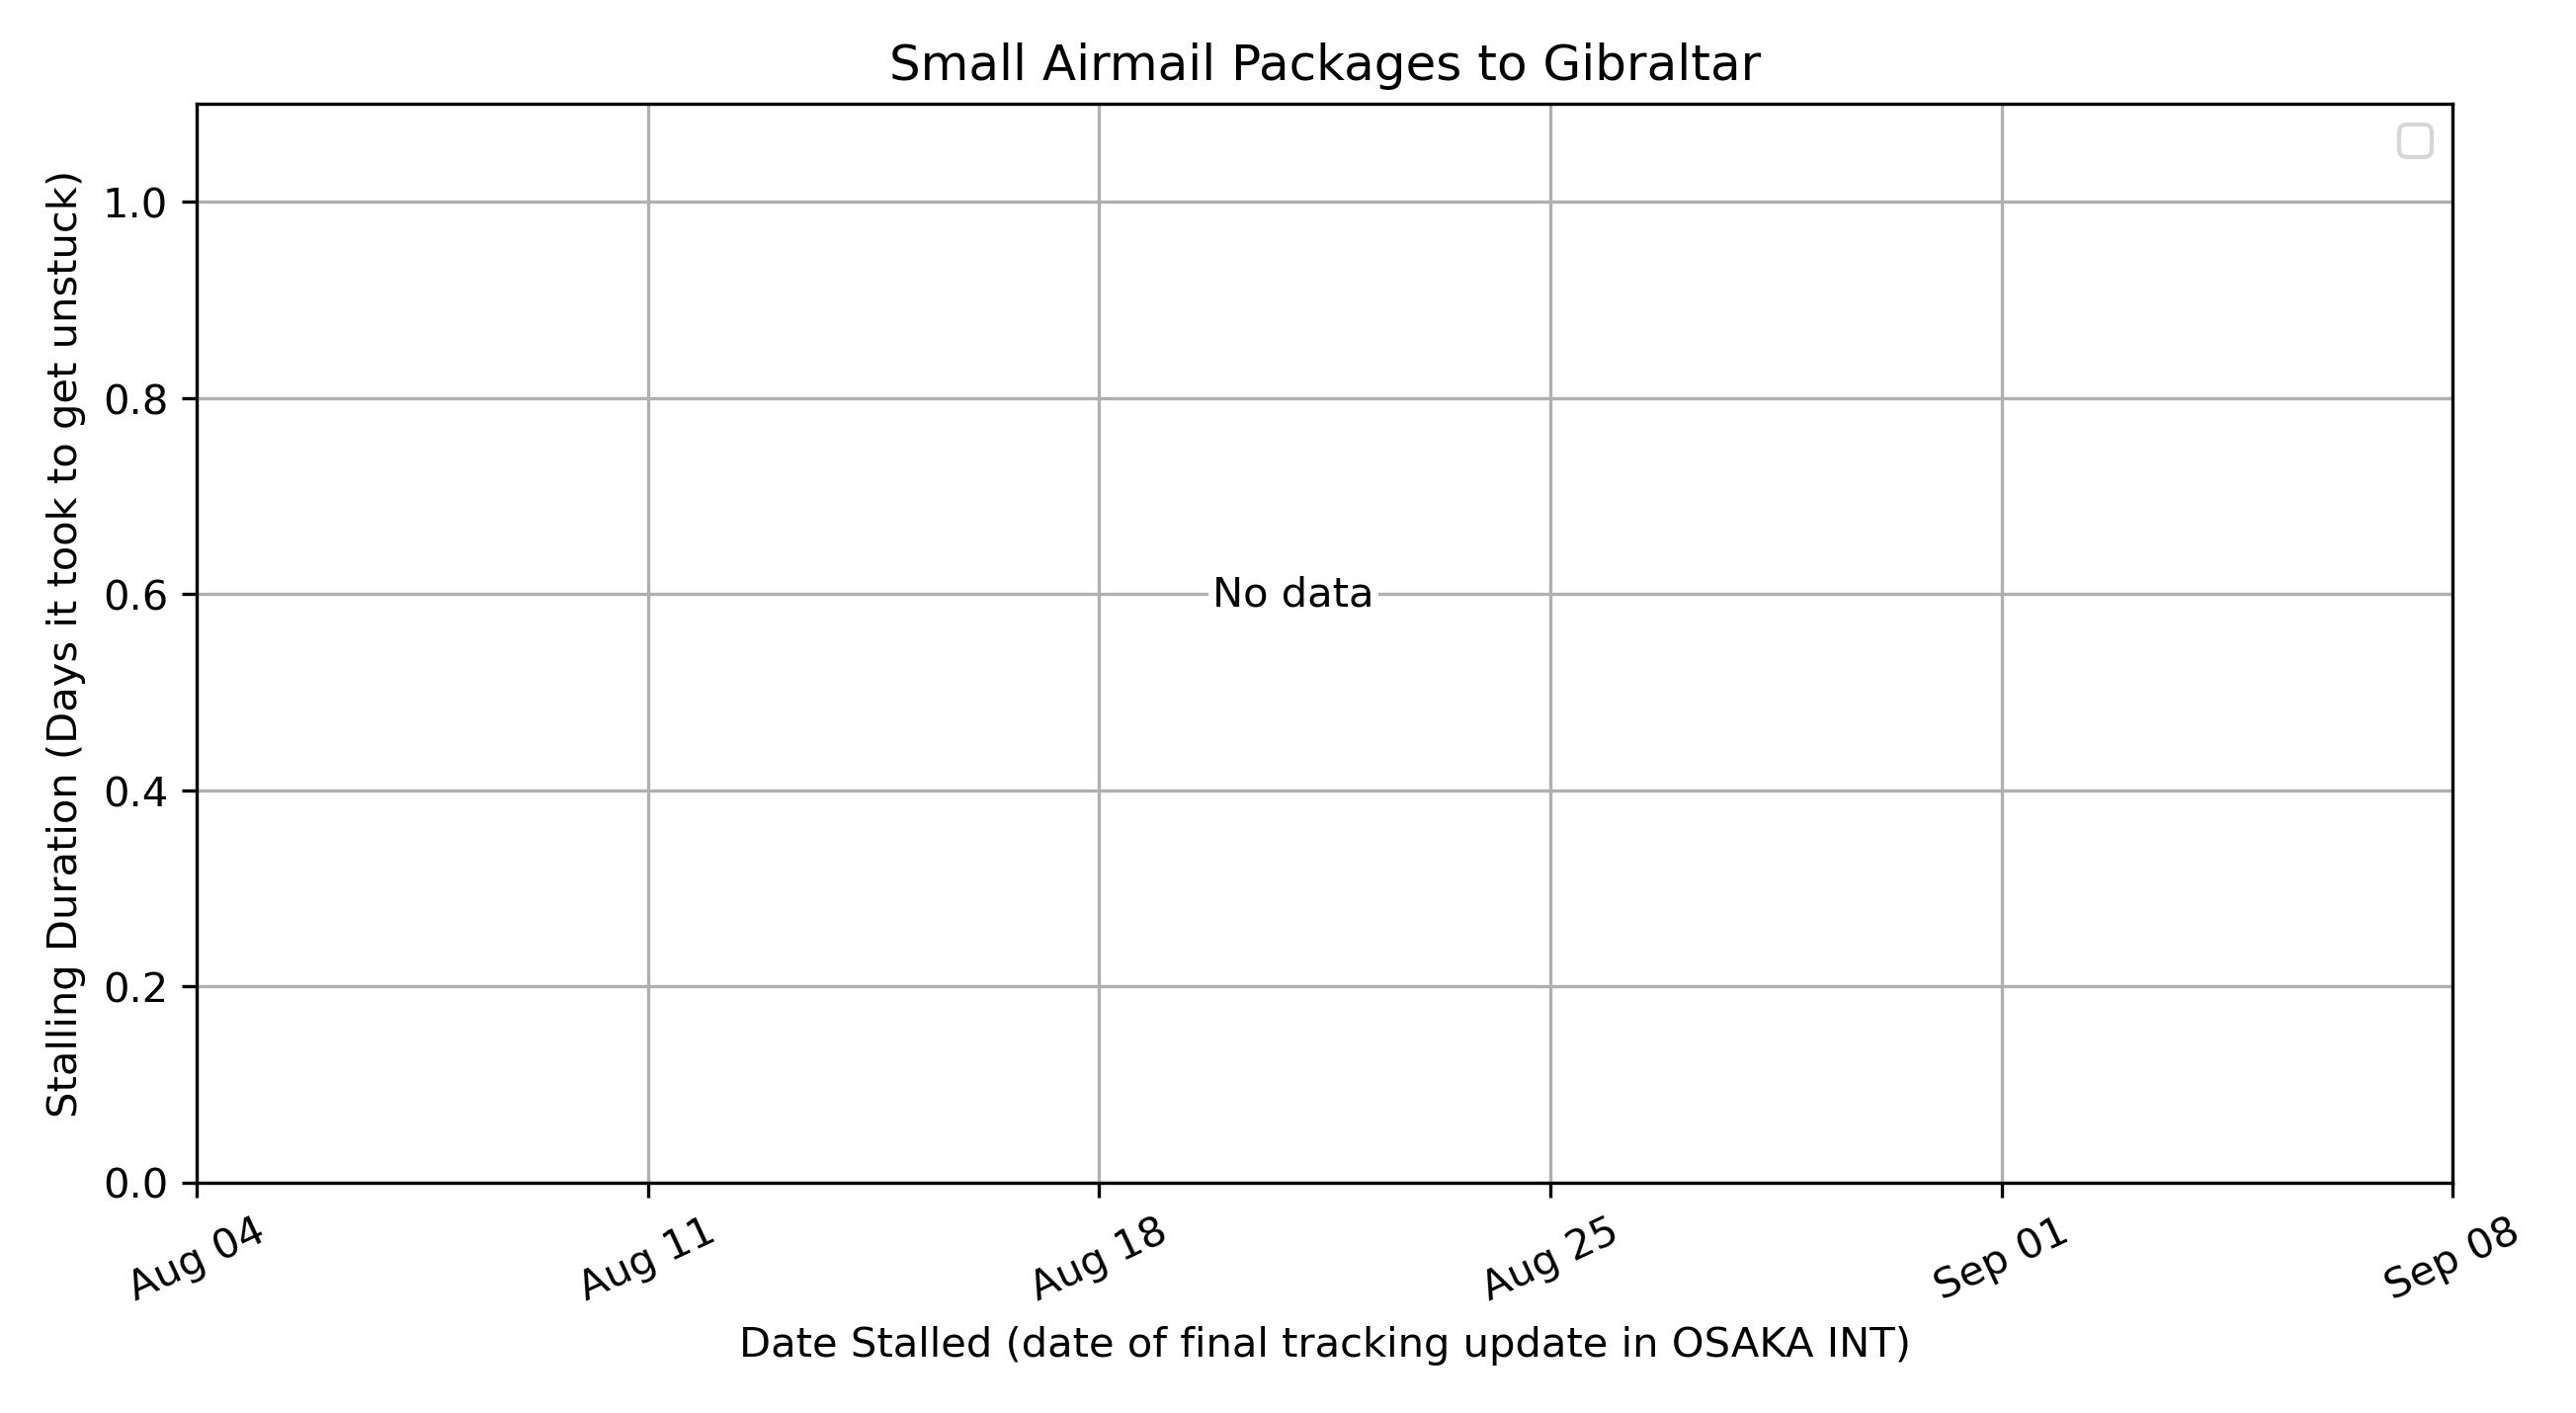 Small Airmail Packages to Gibraltar
Stalling Duration (Days it took to get unstuck)
1.0
0.8
0.6
0.4
0.2
0.0
No data
Aug 04
Aug 11
Aug 18
Aug 25
Sep 01
Sep 08
Date Stalled (date of final tracking update in OSAKA INT)